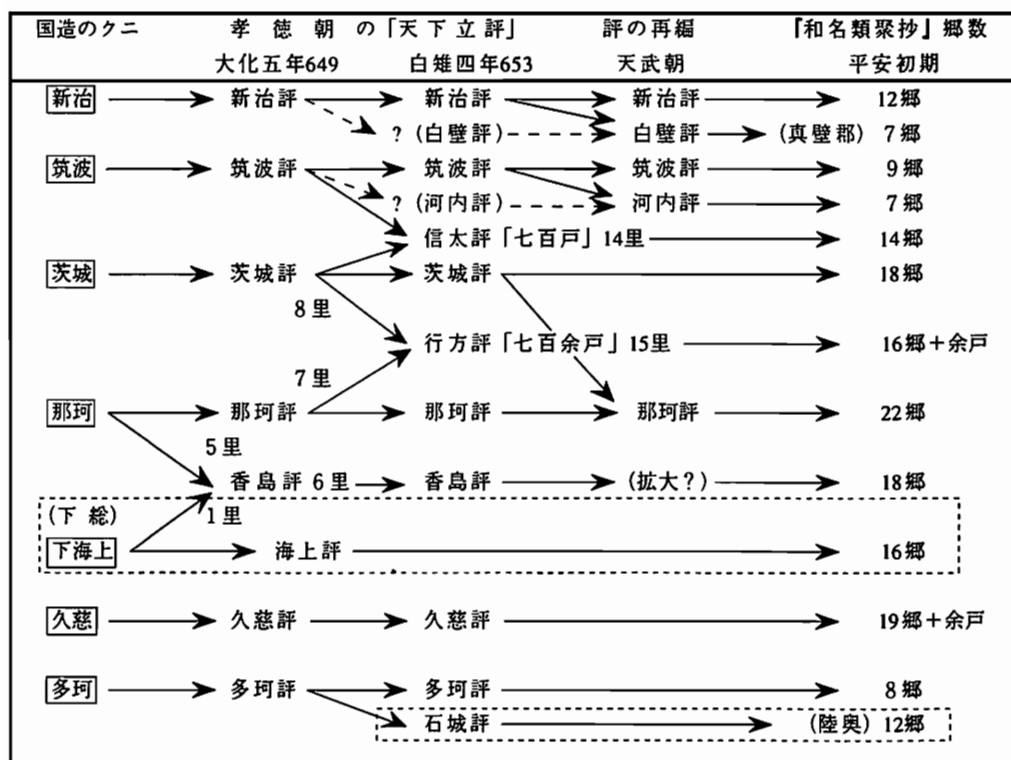 国造のクニ 孝徳朝の「天下立評」 評の再編 『和名類聚抄』郷数
大化五年649 白雉四年653 天武朝 平安初期
新治 新治評 新治評 新治評 12郷
? (白壁評) 白壁評 (真壁郡) 7郷
筑波 筑波評 筑波評 筑波評 9郷
? (河内評) 河内評 7郷
信太評「七百戸」14里 14郷
茨城 茨城評 茨城評 18郷
8里
行方評「七百余戸」15里 16郷+余戸
7里
那珂 那珂評 那珂評 那珂評 22郷
5里
香島評 6里 香島評 (拡大?) 18郷
(下総) 1里
下海上 海上評 16郷
久慈 久慈評 久慈評 19郷+余戸
多珂 多珂評 多珂評 8郷
石城評 (陸奥) 12郷